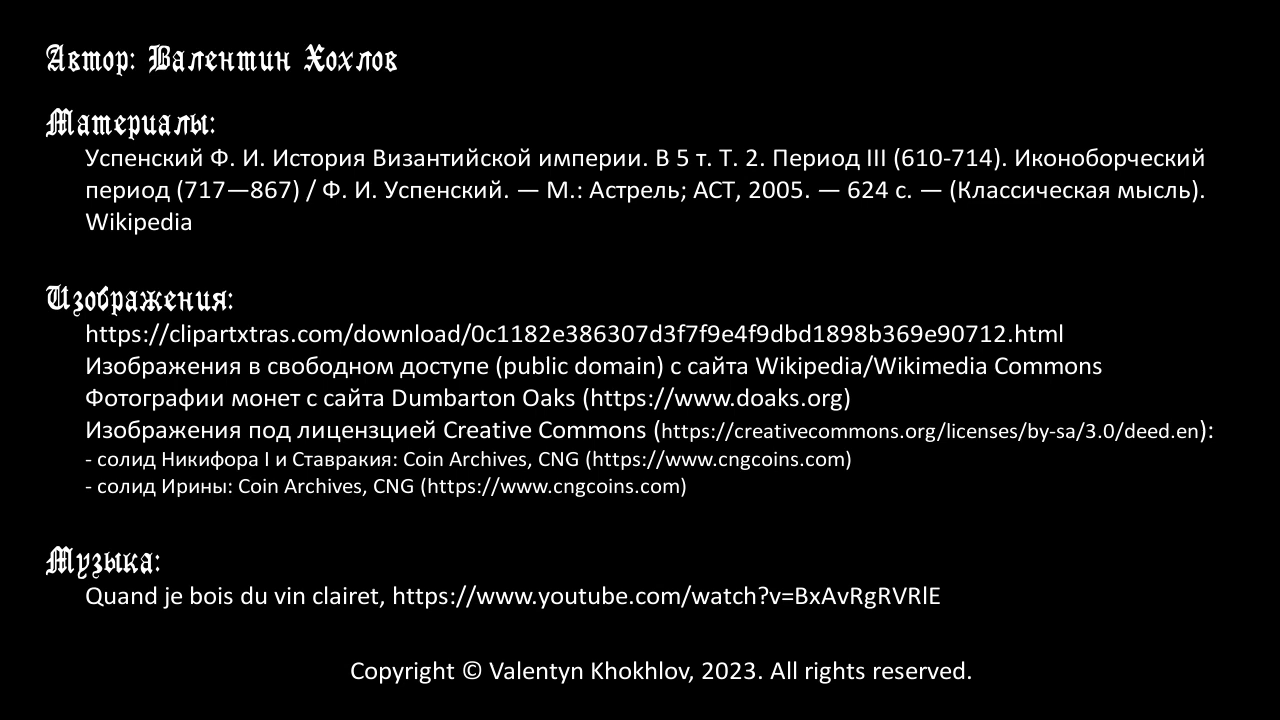 Автор: Валентин Хохлов
Материалы:
Успенский Ф. И. История Византийской империи. В 5 т. Т. 2. Период III (610-714). Иконоборческий
период (717—867) / Ф. И. Успенский. — М.: Астрель; АСТ, 2005. — 624 с. — (Классическая мысль).
Wikipedia
Изображения:
https://clipartxtras.com/download/0c1182e386307d3f7f9e4f9dbd1898b369e90712.html
Изображения в свободном доступе (public domain) с сайта Wikipedia/Wikimedia Commons
Фотографии монет с сайта Dumbarton Oaks (https://www.doaks.org)
Изображения под лицензцией Creative Commons (https://creativecommons.org/licenses/by-sa/3.0/deed.en):
- солид Никифора I и Ставракия: Coin Archives, CNG (https://www.cngcoins.com)
- солид Ирины: Coin Archives, CNG (https://www.cngcoins.com)
Музыка:
Quand je bois du vin clairet, https://www.youtube.com/watch?v=BxAvRgRVRlE
Copyright © Valentyn Khokhlov, 2023. All rights reserved.